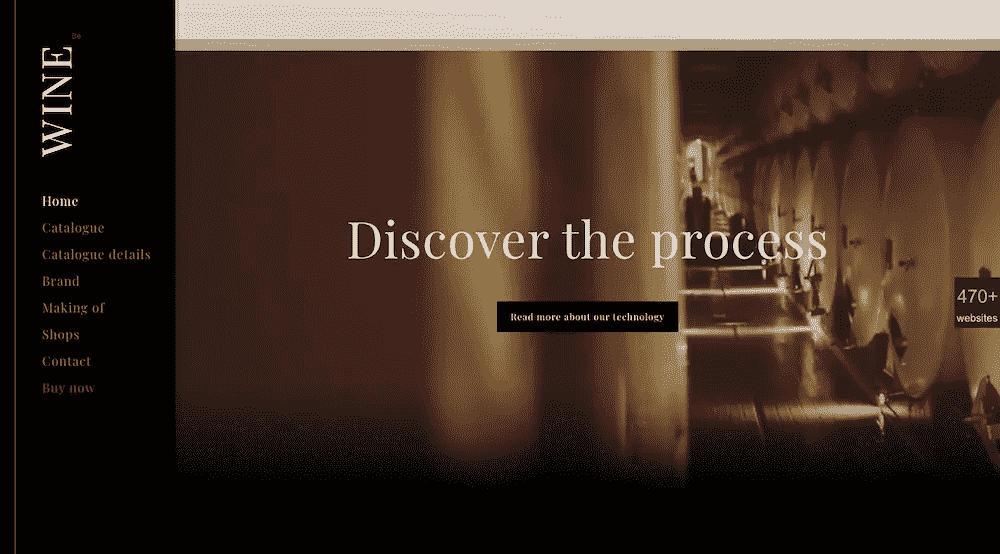 Be
WINE
Home
Catalogue
Catalogue details
Brand
Making of
Shops
Contact
Buy now
Discover the process
Read more about our technology
470+
websites